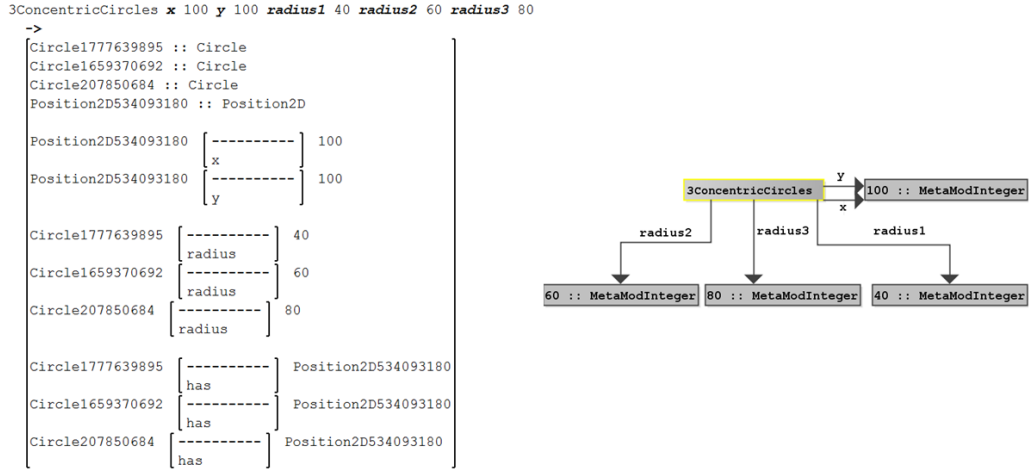 3ConcentricCircles x 100 y 100 radius1 40 radius2 60 radius3 80
->
Circle1777639895 :: Circle
Circle1659370692 :: Circle
Circle207850684 :: Circle
Position2D534093180 :: Position2D
Position2D534093180 [ ---------- ] 100
x
Position2D534093180 [ ---------- ] 100
y
Circle1777639895 [ ---------- ] 40
radius
Circle1659370692 [ ---------- ] 60
radius
Circle207850684 [ ---------- ] 80
radius
Circle1777639895 [ ---------- ] Position2D534093180
has
Circle1659370692 [ ---------- ] Position2D534093180
has
Circle207850684 [ ---------- ] Position2D534093180
has
3ConcentricCircles
y
x
100 :: MetaModInteger
radius2
radius3
radius1
60 :: MetaModInteger
80 :: MetaModInteger
40 :: MetaModInteger